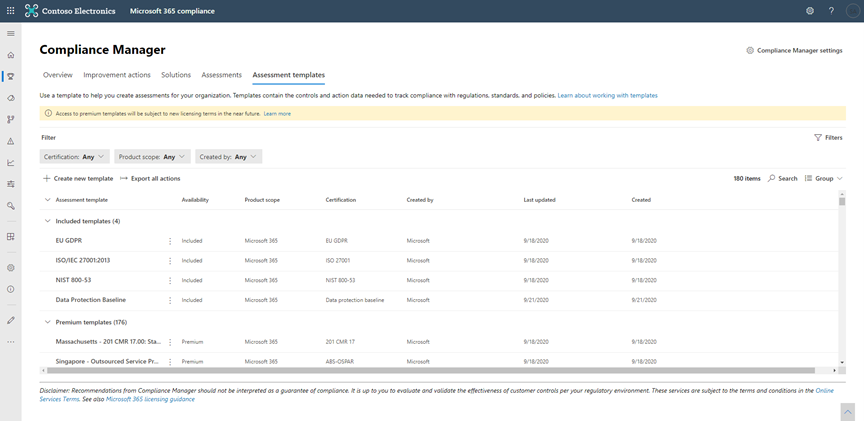 Contoso Electronics Microsoft 365 compliance ?
Compliance Manager
Compliance Manager settings
Overview Improvement actions Solutions Assessments Assessment templates
Use a template to help you create assessments for your organization. Templates contain the controls and action data needed to track compliance with regulations, standards, and policies. Learn about working with templates
Access to premium templates will be subject to new licensing terms in the near future. Learn more
Filter Filters
Certification: Any Product scope: Any Created by: Any
Create new template Export all actions 180 items Search Group
Assessment template Availability Product scope Certification Created by Last updated Created
Included templates (4)
EU GDPR Included Microsoft 365 EU GDPR Microsoft 9/18/2020 9/18/2020
ISO/IEC 27001:2013 Included Microsoft 365 ISO 27001 Microsoft 9/18/2020 9/18/2020
NIST 800-53 Included Microsoft 365 NIST 800-53 Microsoft 9/18/2020 9/18/2020
Data Protection Baseline Included Microsoft 365 Data protection baseline Microsoft 9/21/2020 9/21/2020
Premium templates (176)
Massachusetts - 201 CMR 17.00: Sta... Premium Microsoft 365 201 CMR 17 Microsoft 9/18/2020 9/18/2020
Singapore - Outsourced Service Pr... Premium Microsoft 365 ABS-OSPAR Microsoft 9/18/2020 9/18/2020
Disclaimer: Recommendations from Compliance Manager should not be interpreted as a guarantee of compliance. It is up to you to evaluate and validate the effectiveness of customer controls per your regulatory environment. These services are subject to the terms and conditions in the Online
Services Terms. See also Microsoft 365 licensing guidance